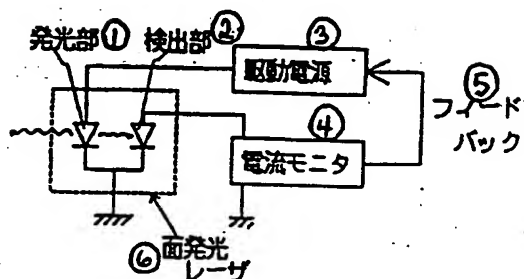 発光部①
検出部②
③
駆動電源
④
電流モニタ
⑤
フィード
バック
⑥面発光
レーザ